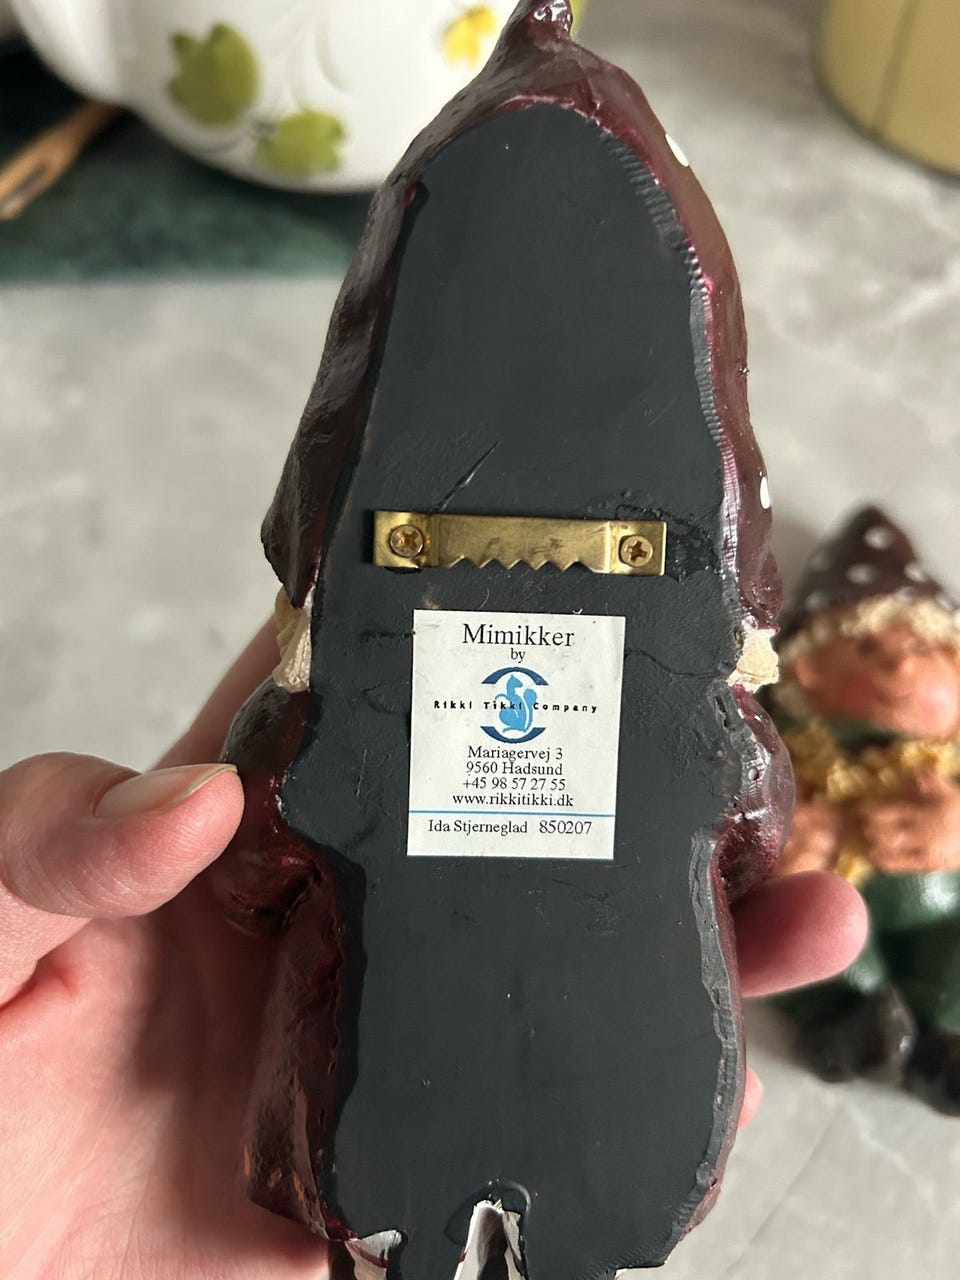 Mimikker
by
Rikki Tikki Company
Mariagervej 3
9560 Hadsund
+45 98 57 27 55
www.rikkitikki.dk
Ida Stjerneglad 850207